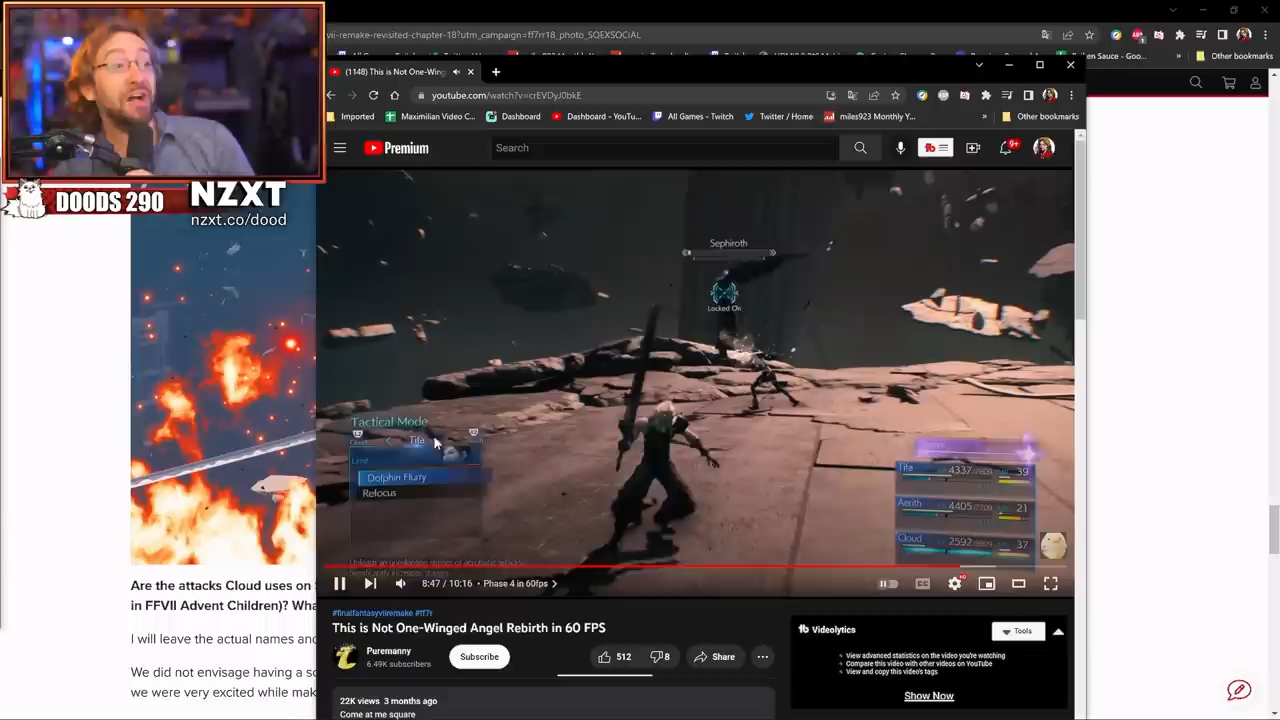 vii-remake-revisited-chapter-18?utm_campaign=ff7rr18_photo_SQEXSOCIAL
Other bookmarks
(1148) This is Not One-Wing
youtube.com/watch?v=crEVDyJ0bkE
Imported
Maximilian Video C...
Dashboard
Dashboard - YouTu...
All Games - Twitch
Twitter / Home
miles923 Monthly Y...
»
Other bookmarks
Premium
Search
9+
DOODS 290
NZXT
nzxt.co/dood
Sephiroth
Locked On
Tactical Mode
Tifa
Limit
Dolphin Flurry
Refocus
Tifa 4337 39
Aerith 4405 21
Cloud 2592 37
8:47 / 10:16 • Phase 4 in 60fps
#finalfantasyviiremake #ff7r
This is Not One-Winged Angel Rebirth in 60 FPS
Puremanny
6.49K subscribers
Subscribe
512
8
Share
22K views 3 months ago
Come at me square
Videolytics
Tools
View advanced statistics on the video you're watching
Compare this video with other videos on YouTube
View and copy this video's tags
Show Now
Are the attacks Cloud uses on
in FFVII Advent Children)? Wha
I will leave the actual names and
We did not envisage having a sc
we were very excited while mak